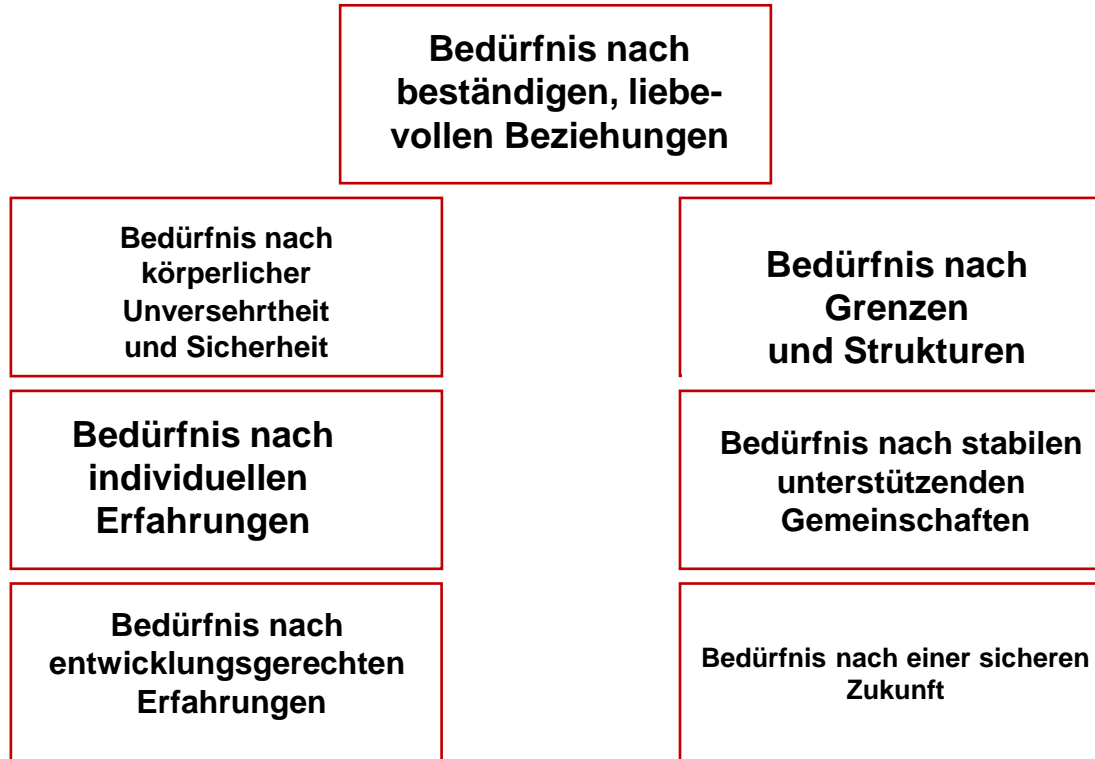 Bedürfnis nach
beständigen, liebe-
vollen Beziehungen
Bedürfnis nach
körperlicher
Unversehrtheit
und Sicherheit
Bedürfnis nach
Grenzen
und Strukturen
Bedürfnis nach
individuellen
Erfahrungen
Bedürfnis nach stabilen
unterstützenden
Gemeinschaften
Bedürfnis nach
entwicklungsgerechten
Erfahrungen
Bedürfnis nach einer sicheren
Zukunft